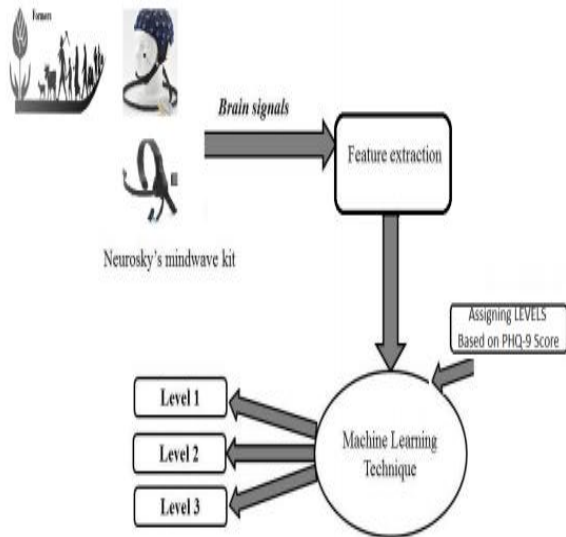 Farmers
Brain signals
Feature extraction
Neurosky's mindwave kit
Assigning LEVELS
Based on PHQ-9 Score
Level 1
Level 2
Level 3
Machine Learning
Technique